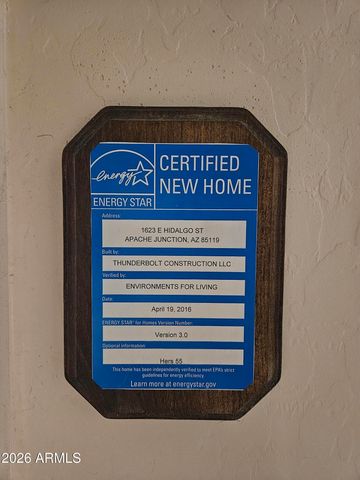 energy
ENERGY STAR
CERTIFIED
NEW HOME
Address:
1623 E HIDALGO ST
APACHE JUNCTION, AZ 85119
Built by:
THUNDERBOLT CONSTRUCTION LLC
Verified by:
ENVIRONMENTS FOR LIVING
Date:
April 19, 2016
ENERGY STAR® for Homes Version Number:
Version 3.0
Optional information:
Hers 55
This home has been independently verified to meet EPA's strict
guidelines for energy efficiency.
Learn more at energystar.gov
2026 ARMLS